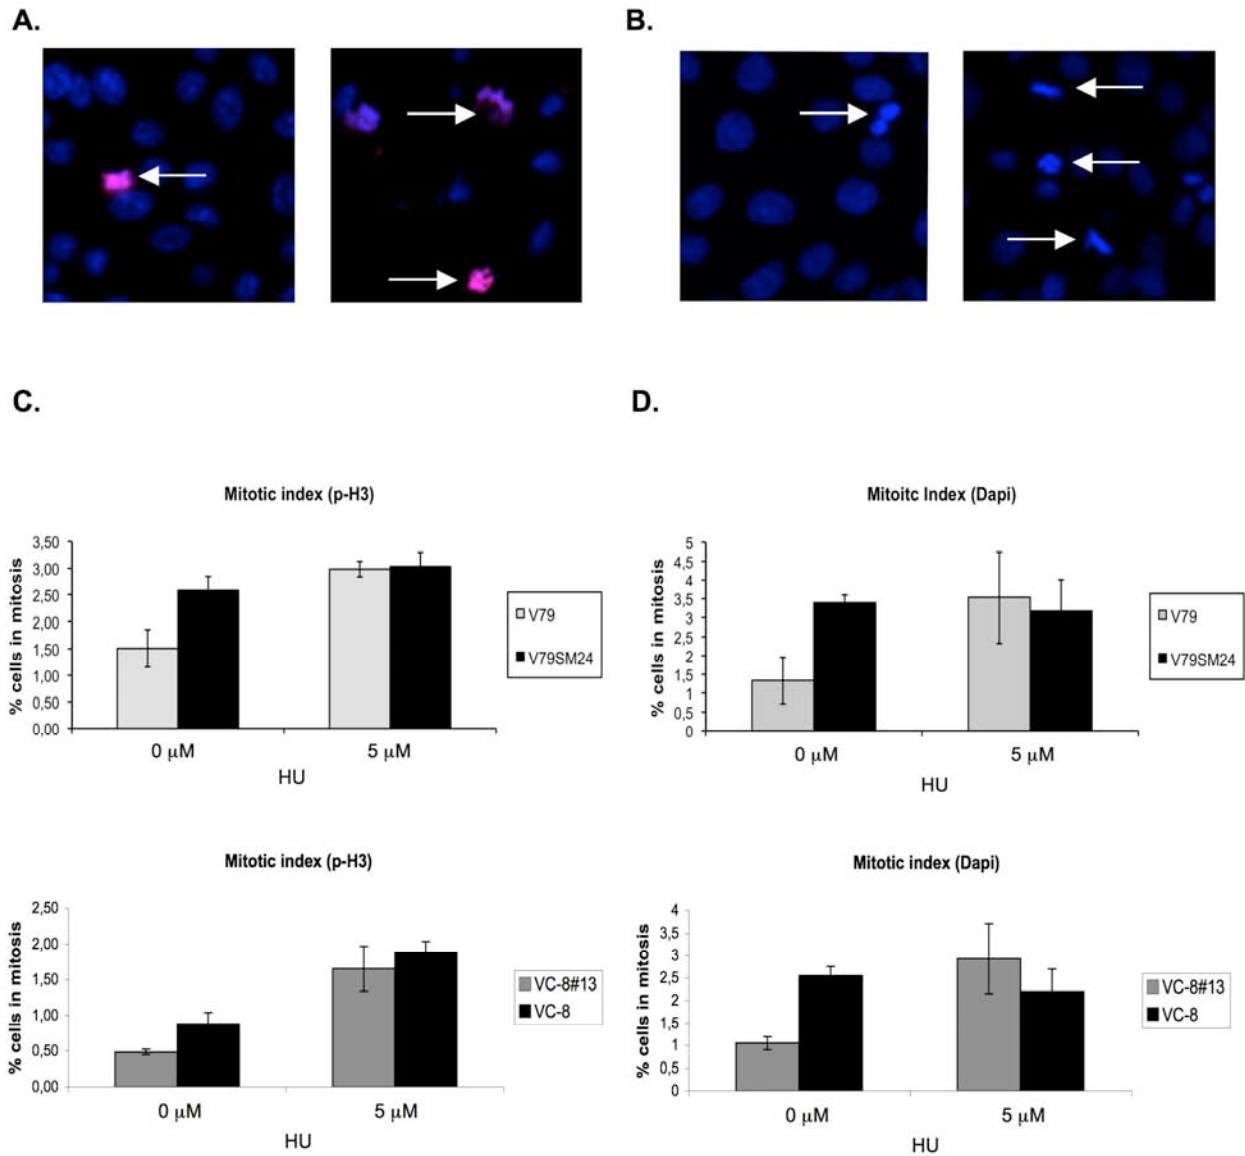 A.
B.
C.
D.
Mitotic index (p-H3)
% cells in mitosis
3,50
3,00
2,50
2,00
1,50
1,00
0,50
0,00
0 μM
5 μM
HU
V79
V79SM24
Mitoitc Index (Dapi)
% cells in mitosis
5
4,5
4
3,5
3
2,5
2
1,5
1
0,5
0
0 μM
5 μM
HU
V79
V79SM24
Mitotic index (p-H3)
% cells in mitosis
2,50
2,00
1,50
1,00
0,50
0,00
0 μM
5 μM
HU
VC-8#13
VC-8
Mitotic index (Dapi)
% cells in mitosis
4
3,5
3
2,5
2
1,5
1
0,5
0
0 μM
5 μM
HU
VC-8#13
VC-8